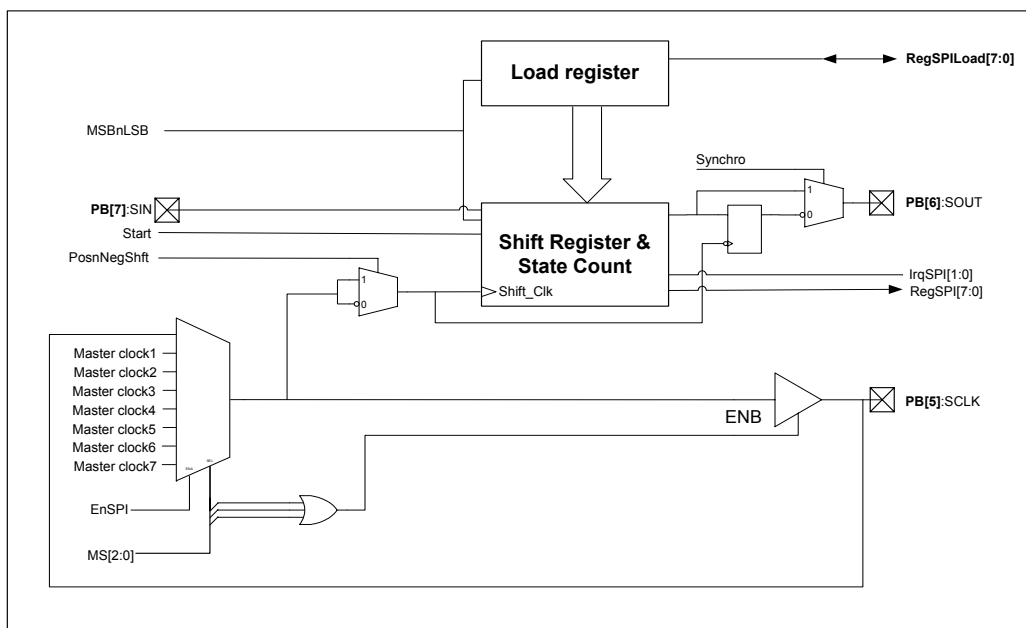 Load register
RegSPILoad[7:0]
MSBnLSB
Synchro
1
0
PB[7]:SIN
PB[6]:SOUT
Start
Shift Register &
State Count
PosnNegShft
1
0
Shift_Clk
IrqSPI[1:0]
RegSPI[7:0]
Master clock1
Master clock2
Master clock3
Master clock4
Master clock5
Master clock6
Master clock7
ENB
PB[5]:SCLK
EnSPI
MS[2:0]